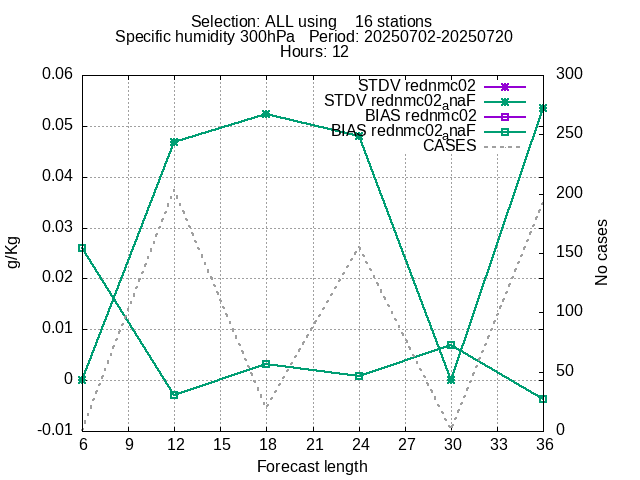 Selection: ALL using    16 stations
Specific humidity 300hPa   Period: 20250702-20250720
Hours: 12
0.06
0.05
0.04
0.03
0.02
0.01
0
-0.01
g/Kg
STDV rednmc02
STDV rednmc02anaF
BIAS rednmc02
BIAS rednmc02anaF
CASES
300
250
200
150
100
50
0
No cases
6 9 12 15 18 21 24 27 30 33 36
Forecast length